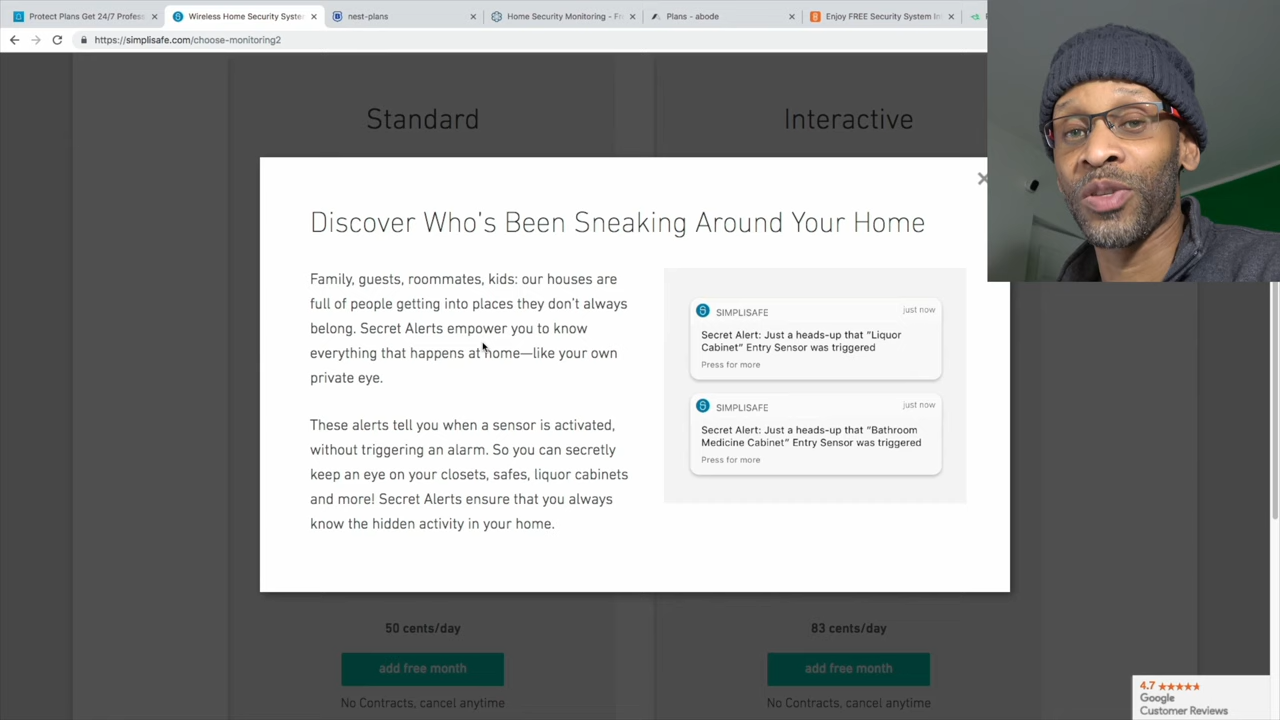 Protect Plans Get 24/7 Profess
Wireless Home Security Syste
nest-plans
Home Security Monitoring - Fr
Plans - abode
Enjoy FREE Security System In
https://simplisafe.com/choose-monitoring2
Standard
Interactive
Discover Who's Been Sneaking Around Your Home
Family, guests, roommates, kids: our houses are
full of people getting into places they don't always
belong. Secret Alerts empower you to know
everything that happens at home—like your own
private eye.
These alerts tell you when a sensor is activated,
without triggering an alarm. So you can secretly
keep an eye on your closets, safes, liquor cabinets
and more! Secret Alerts ensure that you always
know the hidden activity in your home.
SIMPLISAFE
just now
Secret Alert: Just a heads-up that "Liquor
Cabinet" Entry Sensor was triggered
Press for more
SIMPLISAFE
just now
Secret Alert: Just a heads-up that "Bathroom
Medicine Cabinet" Entry Sensor was triggered
Press for more
50 cents/day
83 cents/day
add free month
add free month
No Contracts, cancel anytime
No Contracts, cancel anytime
4.7
Google
Customer Reviews